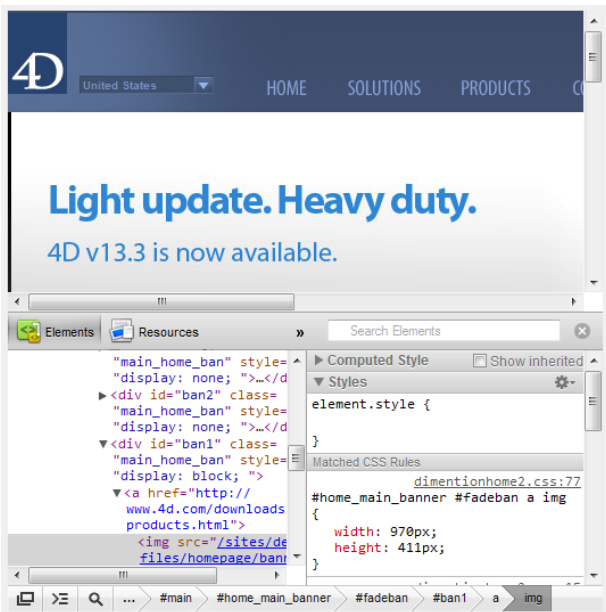 4D
United States
HOME SOLUTIONS PRODUCTS
Light update. Heavy duty.
4D v13.3 is now available.
Elements Resources » Search Elements
"main_home_ban" style=
"display: none; ">…</d
▶<div id="ban2" class=
"main_home_ban" style=
"display: none; ">…</d
▼<div id="ban1" class=
"main_home_ban" style=
"display: block; ">
▼<a href="http://
www.4d.com/downloads
products.html">
<img src="/sites/de
files/homepage/bann
▶ Computed Style Show inherited
▼ Styles
element.style {
}
Matched CSS Rules
dimentionhome2.css:77
#home_main_banner #fadeban a img
{
width: 970px;
height: 411px;
}
... #main #home_main_banner #fadeban #ban1 a img